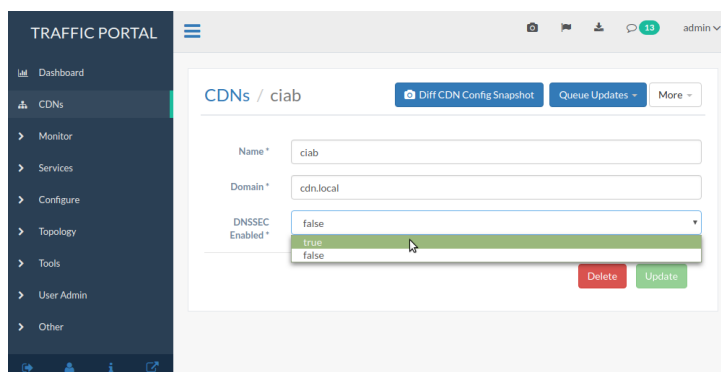 TRAFFIC PORTAL
13
admin
Dashboard
CDNs
Monitor
Services
Configure
Topology
Tools
User Admin
Other
CDNs / ciab
Diff CDN Config Snapshot
Queue Updates
More
Name *
ciab
Domain *
cdn.local
DNSSEC
Enabled *
false
true
false
Delete
Update